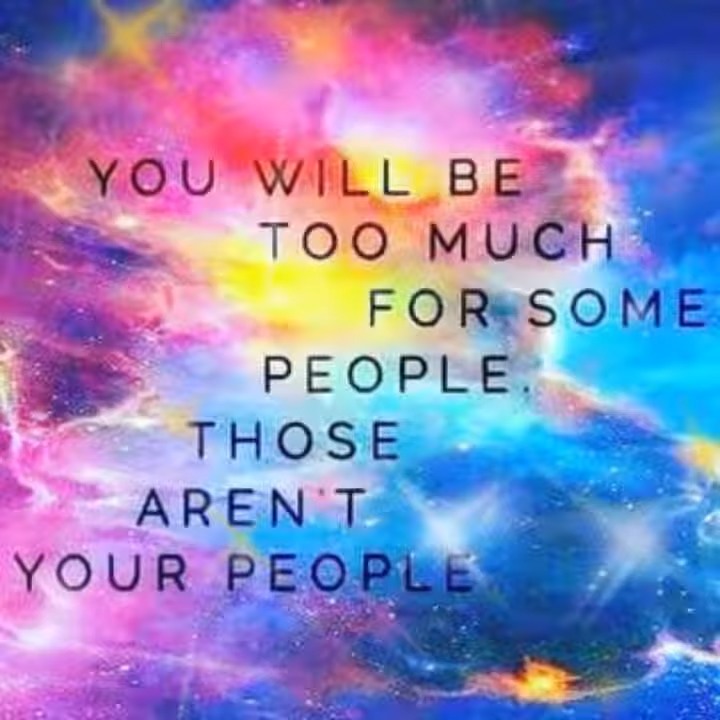 YOU WILL BE
TOO MUCH
FOR SOME
PEOPLE.
THOSE
AREN'T
YOUR PEOPLE